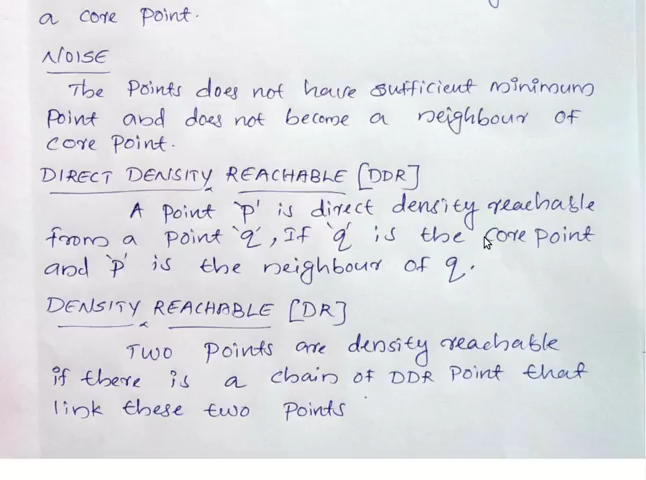 a core point.
NOISE
The Points does not have sufficient minimum
Point and does not become a neighbour of
core Point.
DIRECT DENSITY REACHABLE [DDR]
A Point 'P' is direct density reachable
from a point 'q', If 'q' is the core point
and 'p' is the neighbour of q.
DENSITY REACHABLE [DR]
Two Points are density reachable
if there is a chain of DDR Point that
link these two Points